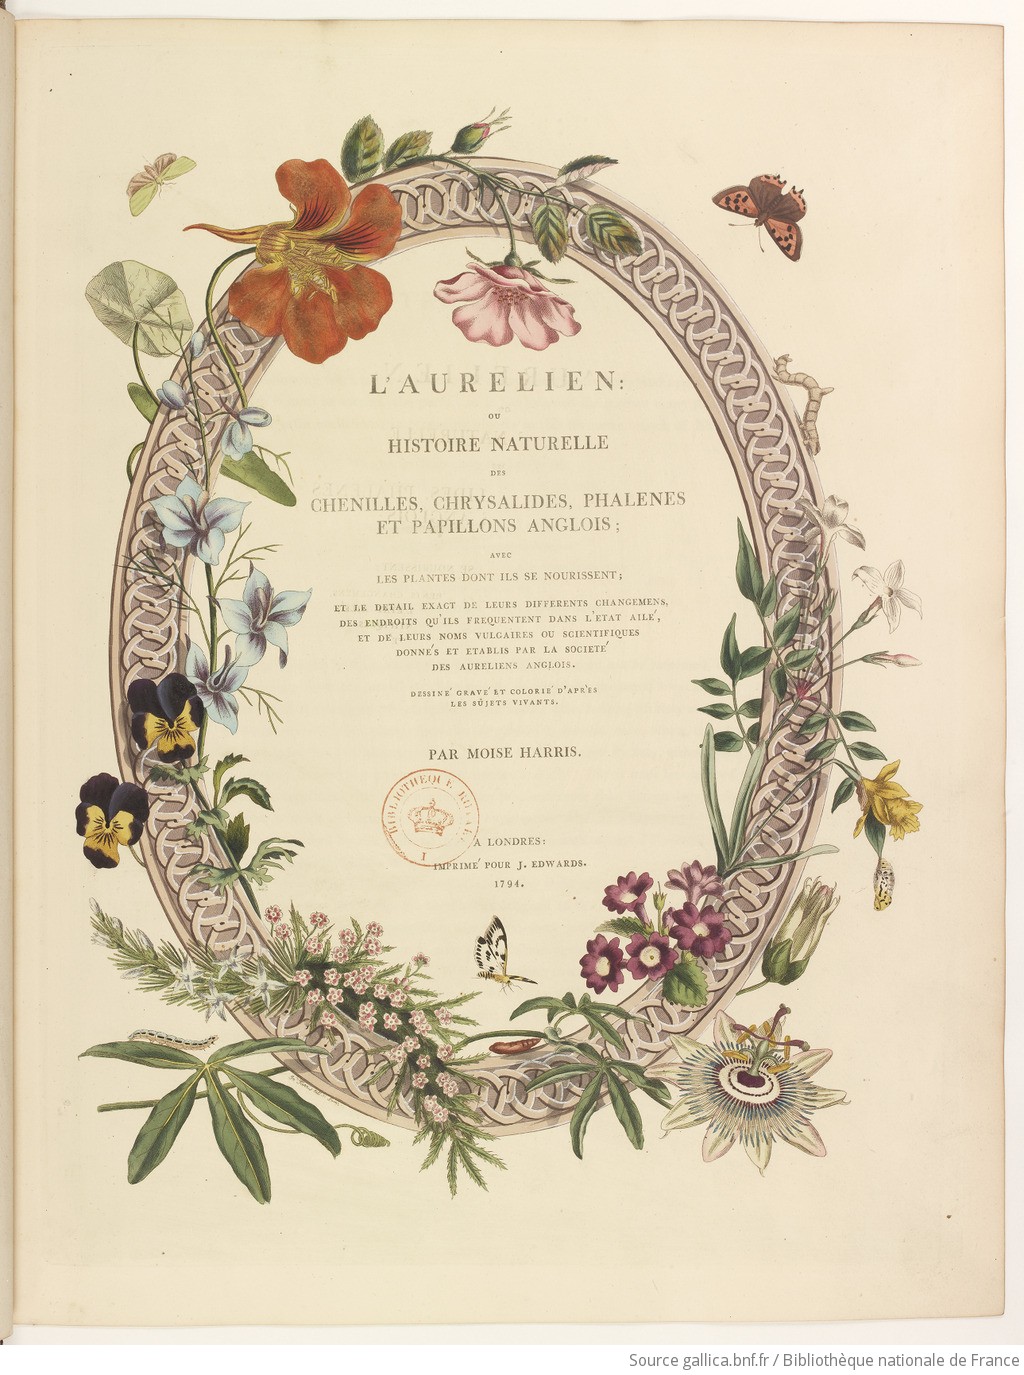 L'AURELIEN:
OU
HISTOIRE NATURELLE
DES
CHENILLES, CHRYSALIDES, PHALENES
ET PAPILLONS ANGLOIS;
AVEC
LES PLANTES DONT ILS SE NOURISSENT;
ET LE DETAIL EXACT DE LEURS DIFFERENTS CHANGEMENS,
DES ENDROITS QU'ILS FREQUENTENT DANS L'ETAT AILÉ,
ET DE LEURS NOMS VULGAIRES OU SCIENTIFIQUES
DONNÉS ET ETABLIS PAR LA SOCIETÉ
DES AURELIENS ANGLOIS.
DESSINÉ GRAVÉ ET COLORIÉ D'APRÈS
LES SÛJETS VIVANTS.
PAR MOISE HARRIS.
BIBLIOTHEQUE ROYALE
I
A LONDRES:
IMPRIMÉ POUR J. EDWARDS.
1794.
Source gallica.bnf.fr / Bibliothèque nationale de France